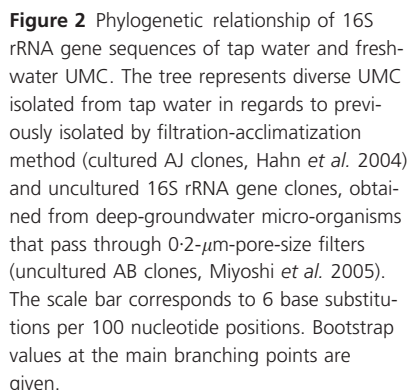 Figure 2 Phylogenetic relationship of 16S
rRNA gene sequences of tap water and fresh-
water UMC. The tree represents diverse UMC
isolated from tap water in regards to previ-
ously isolated by filtration-acclimatization
method (cultured AJ clones, Hahn et al. 2004)
and uncultured 16S rRNA gene clones, obtai-
ned from deep-groundwater micro-organisms
that pass through 0·2-μm-pore-size filters
(uncultured AB clones, Miyoshi et al. 2005).
The scale bar corresponds to 6 base substitu-
tions per 100 nucleotide positions. Bootstrap
values at the main branching points are
given.